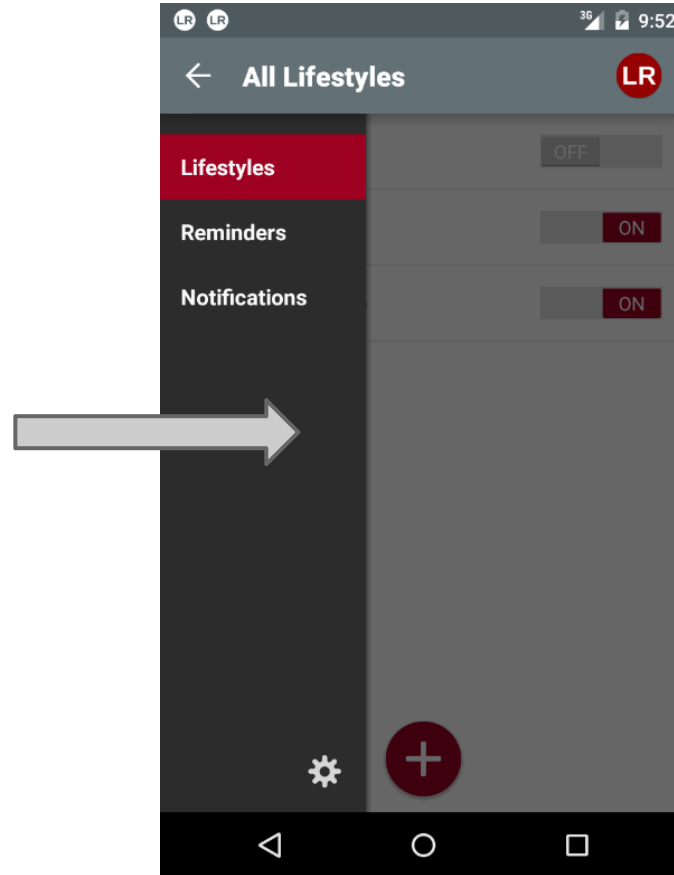 LR LR 3G 9:52
All Lifestyles LR
Lifestyles OFF
Reminders ON
Notifications ON